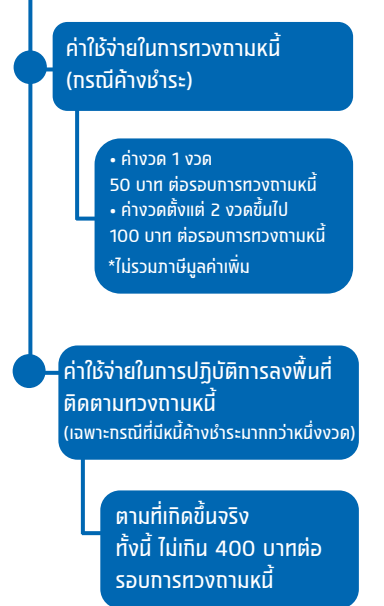 ค่าใช้จ่ายในการทวงถามหนี้
(กรณีค้างชำระ)
• ค่างวด 1 งวด
50 บาท ต่อรอบการทวงถามหนี้
• ค่างวดตั้งแต่ 2 งวดขึ้นไป
100 บาท ต่อรอบการทวงถามหนี้
*ไม่รวมภาษีมูลค่าเพิ่ม
ค่าใช้จ่ายในการปฏิบัติการลงพื้นที่
ติดตามทวงถามหนี้
(เฉพาะกรณีที่มีหนี้ค้างชำระมากกว่าหนึ่งงวด)
ตามที่เกิดขึ้นจริง
ทั้งนี้ ไม่เกิน 400 บาทต่อ
รอบการทวงถามหนี้